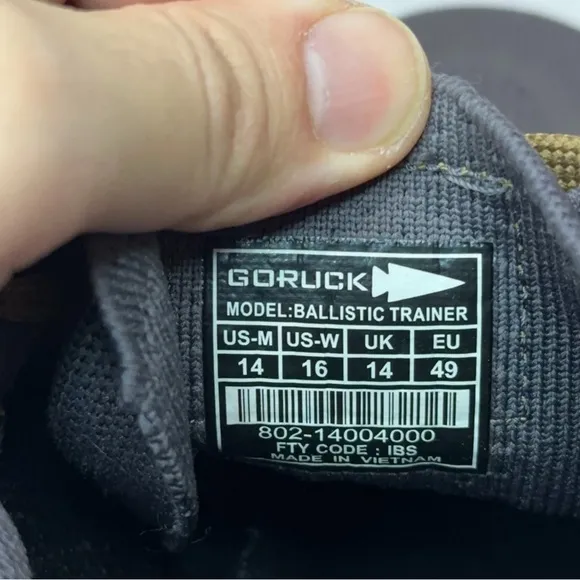 GORUCK
MODEL:BALLISTIC TRAINER
US-M US-W UK EU
14 16 14 49
802-14004000
FTY CODE : IBS
MADE IN VIETNAM